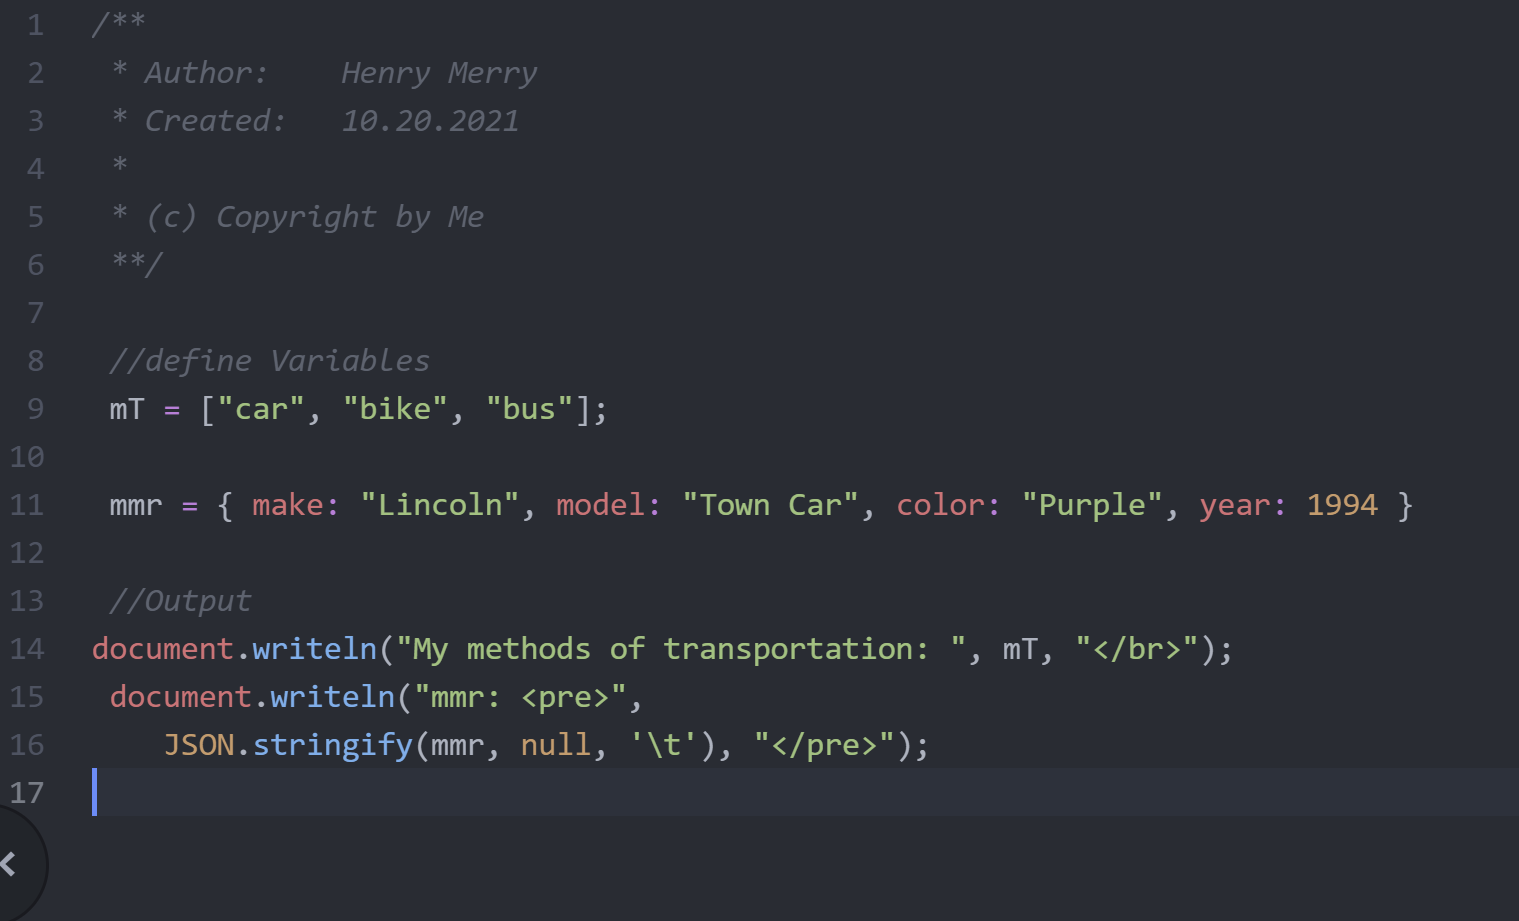 1 /**
2  * Author:    Henry Merry
3  * Created:   10.20.2021
4  *
5  * (c) Copyright by Me
6  **/
7
8  //define Variables
9  mT = ["car", "bike", "bus"];
10
11  mmr = { make: "Lincoln", model: "Town Car", color: "Purple", year: 1994 }
12
13  //Output
14 document.writeln("My methods of transportation: ", mT, "</br>");
15  document.writeln("mmr: <pre>",
16     JSON.stringify(mmr, null, '\t'), "</pre>");
17